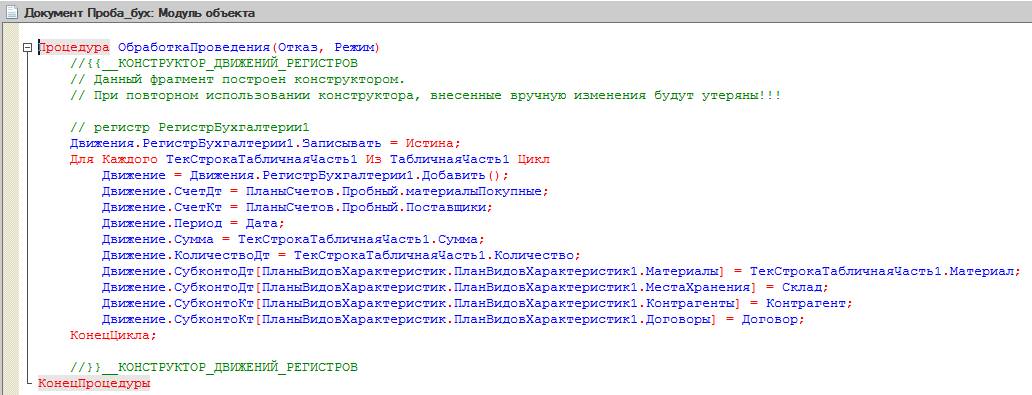 Документ Проба_бух: Модуль объекта
Процедура ОбработкаПроведения(Отказ, Режим)
//{{__КОНСТРУКТОР_ДВИЖЕНИЙ_РЕГИСТРОВ
// Данный фрагмент построен конструктором.
// При повторном использовании конструктора, внесенные вручную изменения будут утеряны!!!
// регистр РегистрБухгалтерии1
Движения.РегистрБухгалтерии1.Записывать = Истина;
Для Каждого ТекСтрокаТабличнаяЧасть1 Из ТабличнаяЧасть1 Цикл
Движение = Движения.РегистрБухгалтерии1.Добавить();
Движение.СчетДт = ПланыСчетов.Пробный.материалыПокупные;
Движение.СчетКт = ПланыСчетов.Пробный.Поставщики;
Движение.Период = Дата;
Движение.Сумма = ТекСтрокаТабличнаяЧасть1.Сумма;
Движение.КоличествоДт = ТекСтрокаТабличнаяЧасть1.Количество;
Движение.СубконтоДт[ПланыВидовХарактеристик.ПланВидовХарактеристик1.Материалы] = ТекСтрокаТабличнаяЧасть1.Материал;
Движение.СубконтоДт[ПланыВидовХарактеристик.ПланВидовХарактеристик1.МестаХранения] = Склад;
Движение.СубконтоКт[ПланыВидовХарактеристик.ПланВидовХарактеристик1.Контрагенты] = Контрагент;
Движение.СубконтоКт[ПланыВидовХарактеристик.ПланВидовХарактеристик1.Договоры] = Договор;
КонецЦикла;
//}}__КОНСТРУКТОР_ДВИЖЕНИЙ_РЕГИСТРОВ
КонецПроцедуры